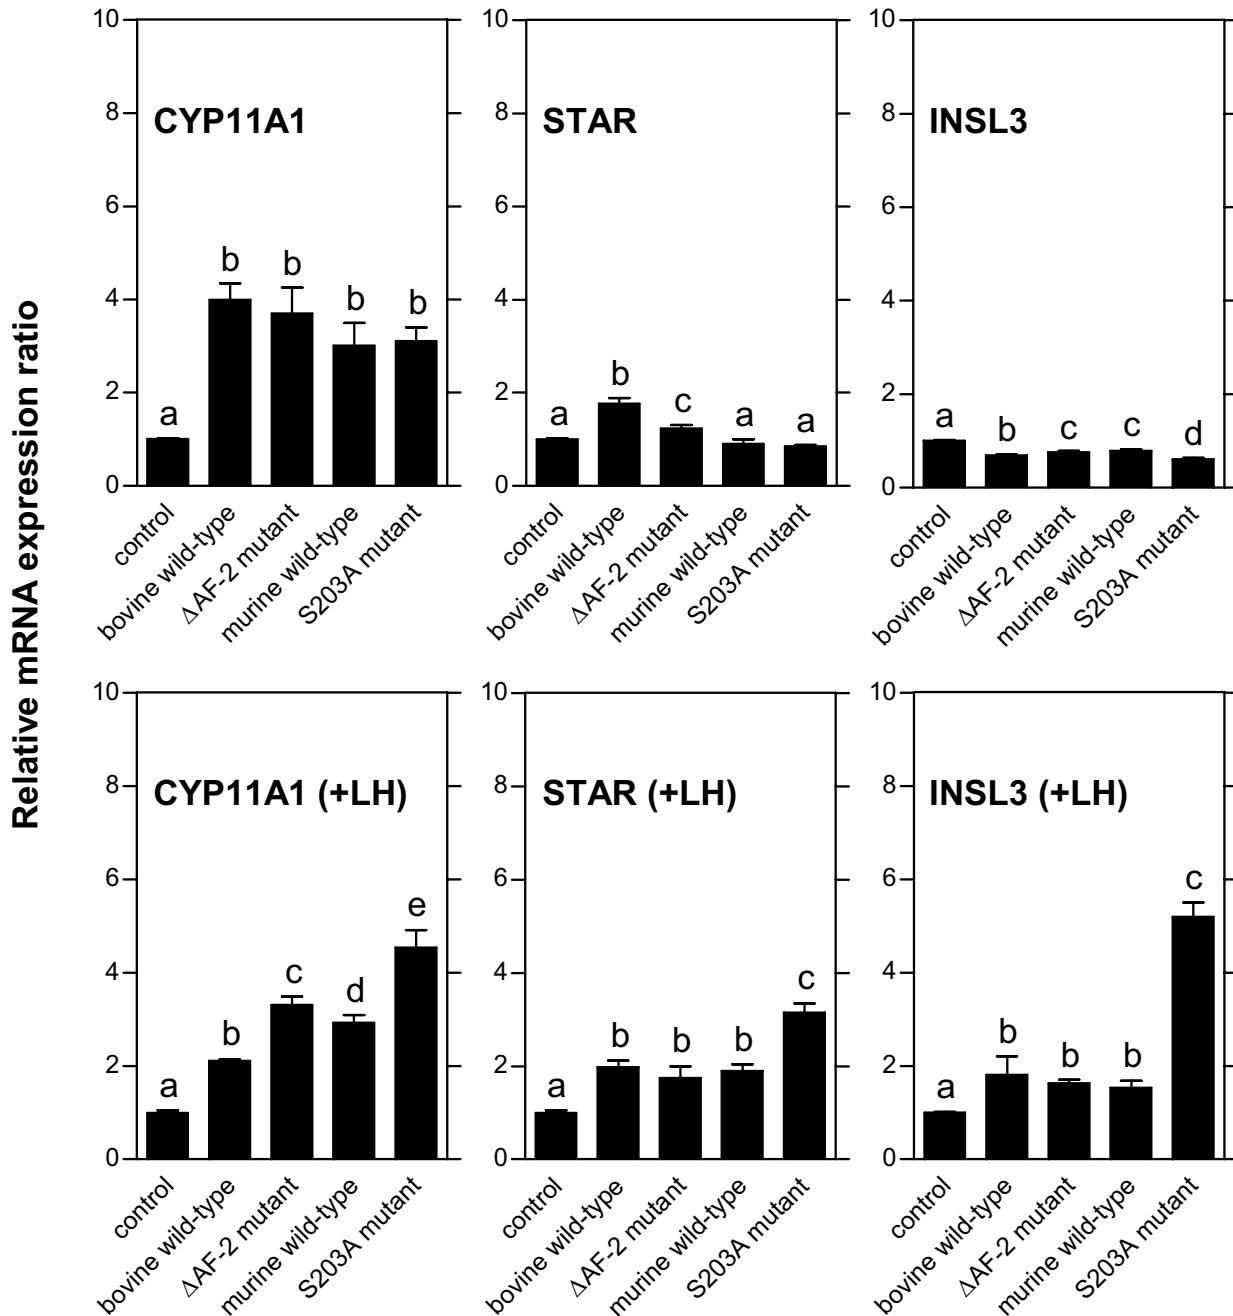 Relative mRNA expression ratio
10
8
6
4
2
0
CYP11A1
a
b
b
b
b
control
bovine wild-type
ΔAF-2 mutant
murine wild-type
S203A mutant
10
8
6
4
2
0
STAR
a
b
c
a
a
control
bovine wild-type
ΔAF-2 mutant
murine wild-type
S203A mutant
10
8
6
4
2
0
INSL3
a
b
c
c
d
control
bovine wild-type
ΔAF-2 mutant
murine wild-type
S203A mutant
10
8
6
4
2
0
CYP11A1 (+LH)
a
b
c
d
e
control
bovine wild-type
ΔAF-2 mutant
murine wild-type
S203A mutant
10
8
6
4
2
0
STAR (+LH)
a
b
b
b
c
control
bovine wild-type
ΔAF-2 mutant
murine wild-type
S203A mutant
10
8
6
4
2
0
INSL3 (+LH)
a
b
b
b
c
control
bovine wild-type
ΔAF-2 mutant
murine wild-type
S203A mutant